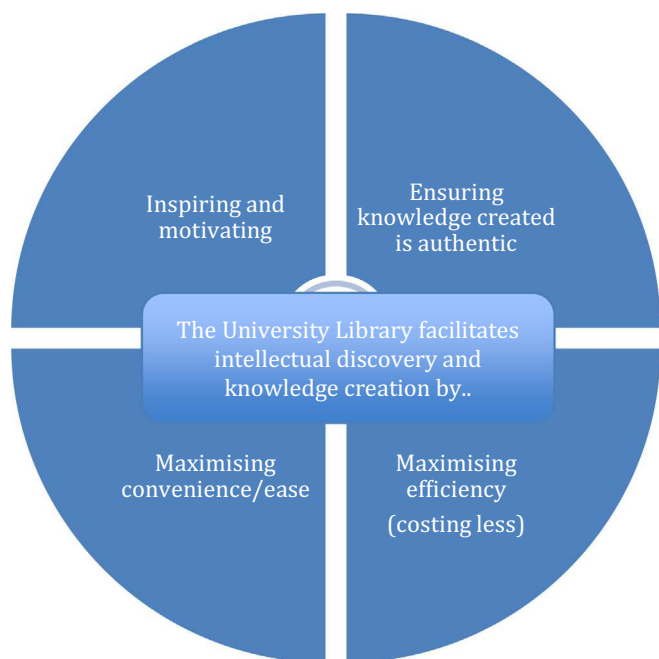 Inspiring and
motivating
Ensuring
knowledge created
is authentic
The University Library facilitates
intellectual discovery and
knowledge creation by..
Maximising
convenience/ease
Maximising
efficiency
(costing less)